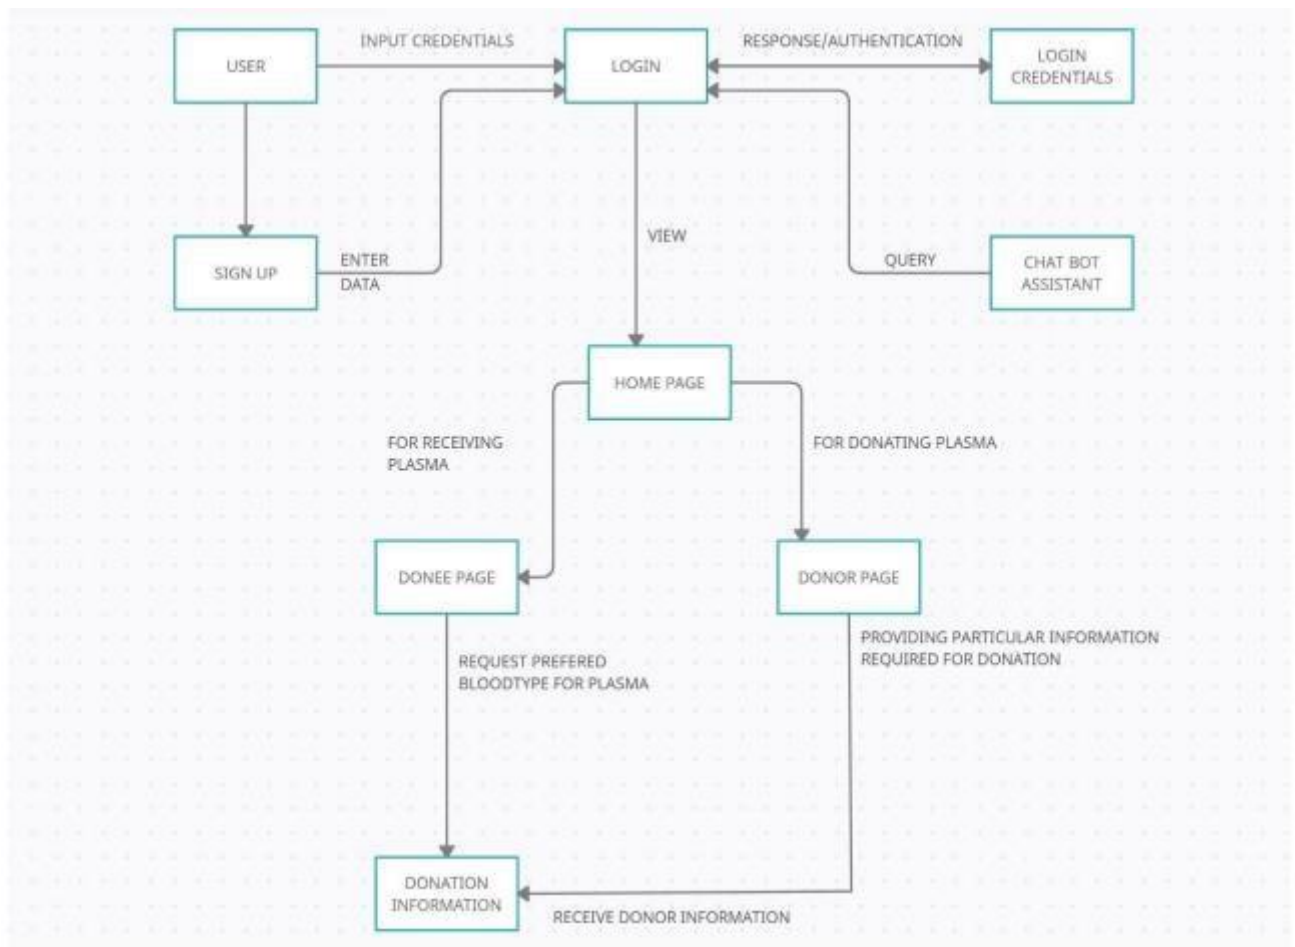 INPUT CREDENTIALS
RESPONSE/AUTHENTICATION
USER
LOGIN
LOGIN
CREDENTIALS
VIEW
SIGN UP
ENTER
DATA
QUERY
CHAT BOT
ASSISTANT
HOME PAGE
FOR RECEIVING
PLASMA
FOR DONATING PLASMA
DONEE PAGE
DONOR PAGE
PROVIDING PARTICULAR INFORMATION
REQUIRED FOR DONATION
REQUEST PREFERED
BLOODTYPE FOR PLASMA
DONATION
INFORMATION
RECEIVE DONOR INFORMATION